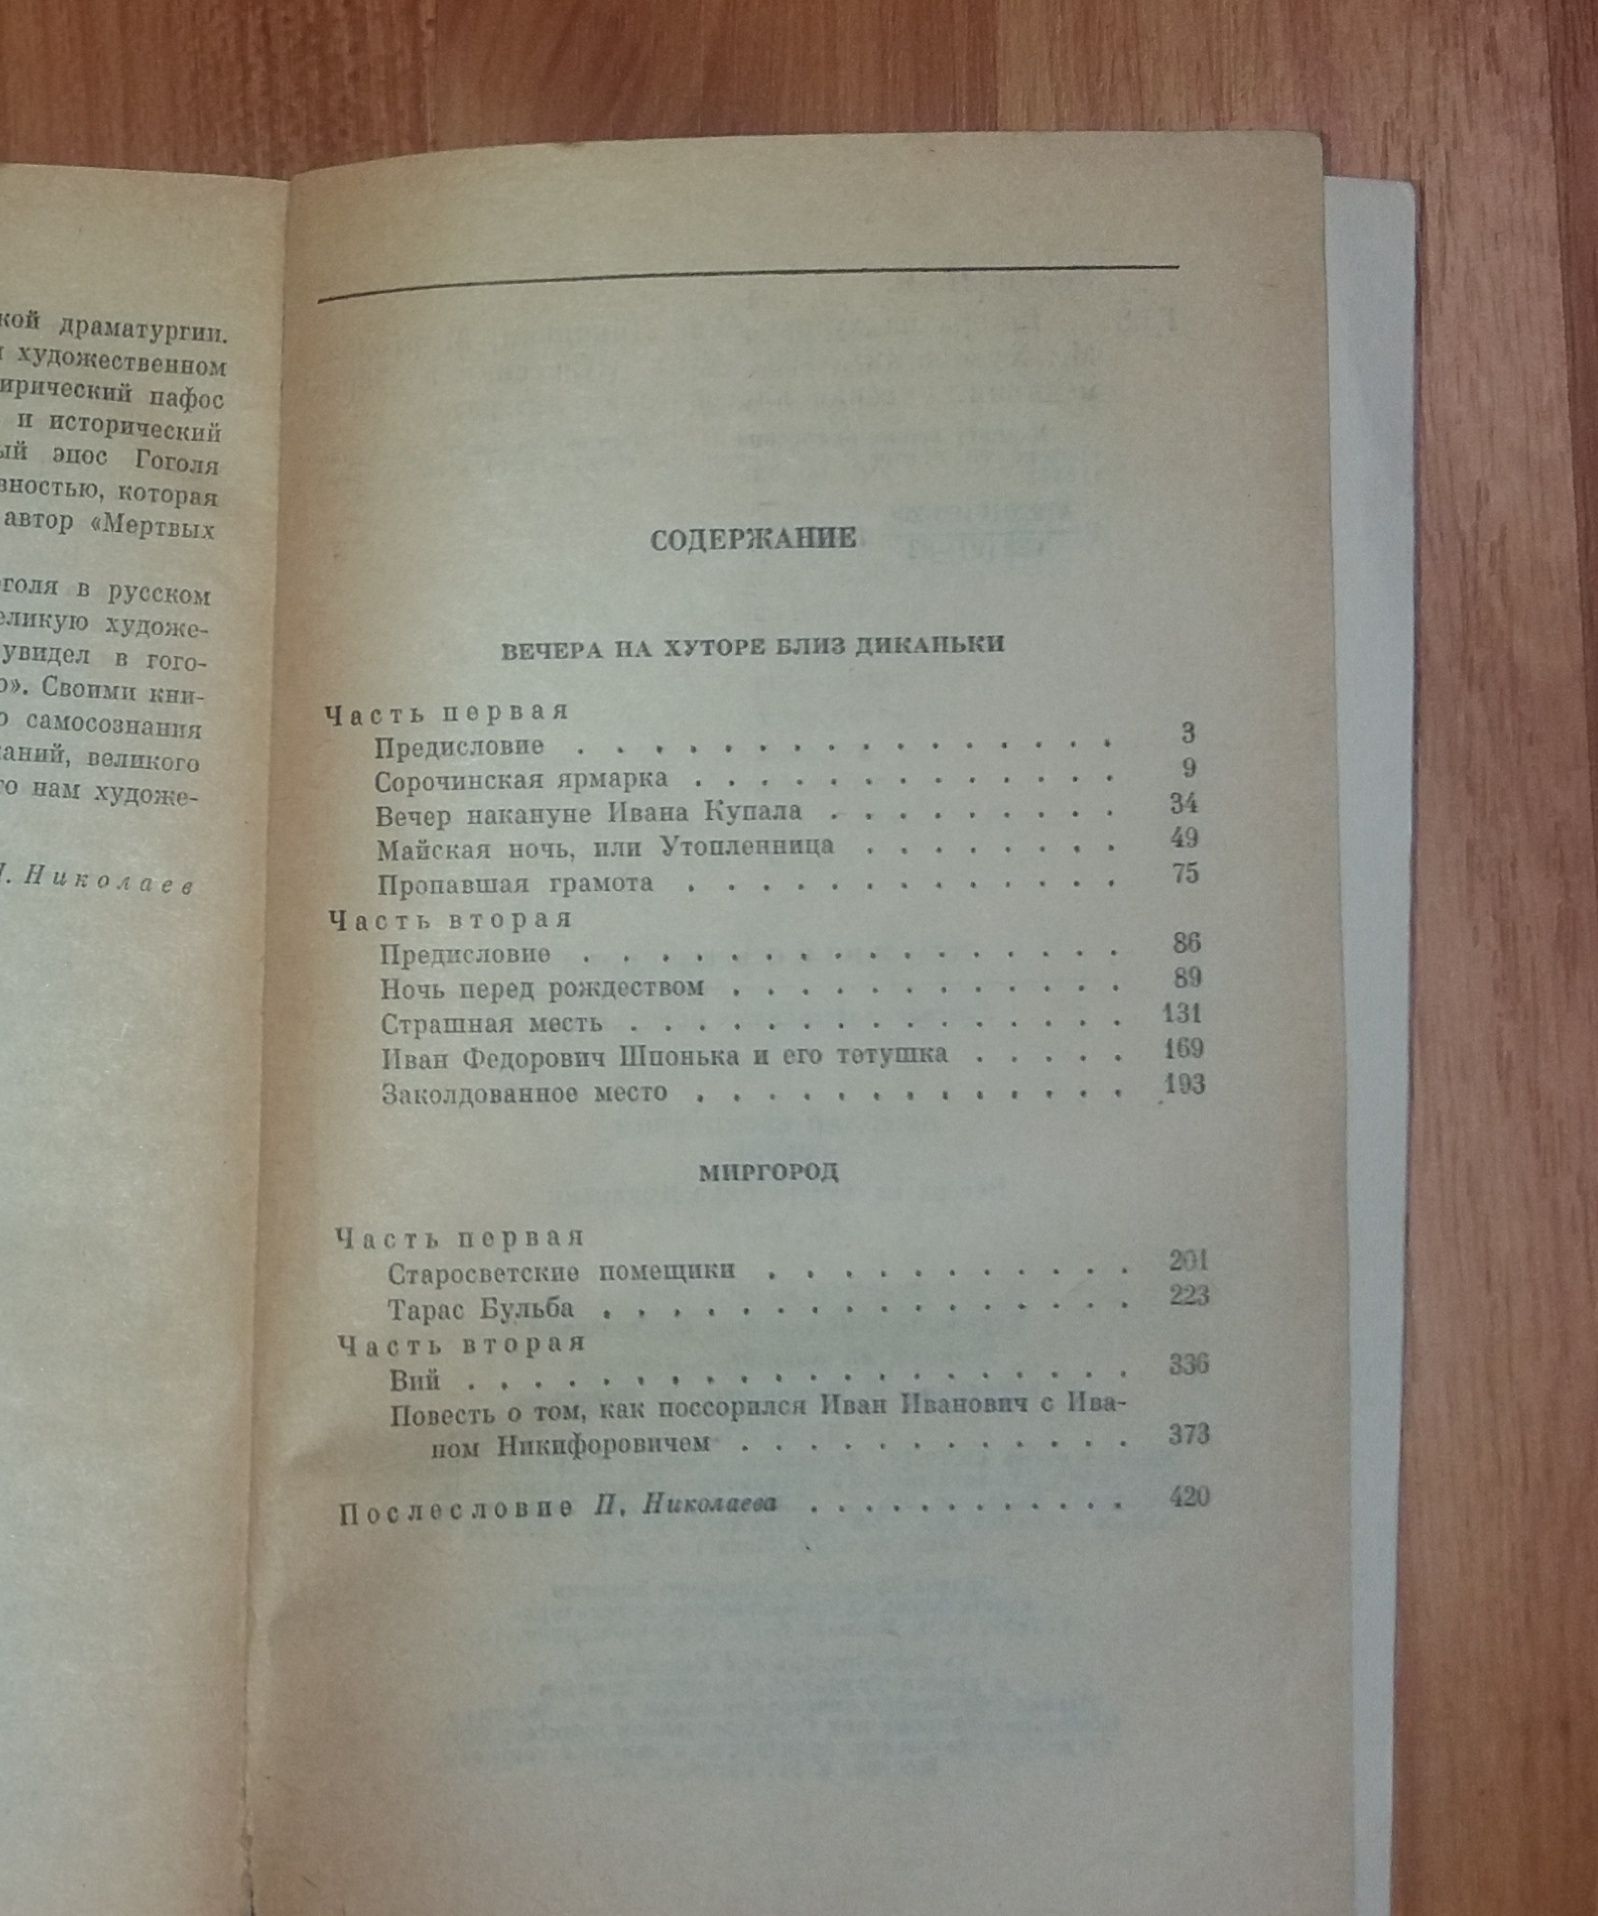 кой драматургии.
художественном
ирический пафос
и исторический
ый эпос Гоголя
вностью, которая
автор «Мертвых
голя в русском
еликую художе-
увидел в гого-
о». Своими кни-
о самосознания
каний, великого
го нам художе-
Николаев
СОДЕРЖАНИЕ
ВЕЧЕРА НА ХУТОРЕ БЛИЗ ДИКАНЬКИ
Часть первая
Предисловие . . . . . . . . . . . . . . . . 3
Сорочинская ярмарка . . . . . . . . . . . . . 9
Вечер накануне Ивана Купала . . . . . . . . . 34
Майская ночь, или Утопленница . . . . . . . . 49
Пропавшая грамота . . . . . . . . . . . . . 75
Часть вторая
Предисловие . . . . . . . . . . . . . . . . 86
Ночь перед рождеством . . . . . . . . . . . . 89
Страшная месть . . . . . . . . . . . . . . . 131
Иван Федорович Шпонька и его тетушка . . . . . 169
Заколдованное место . . . . . . . . . . . . . 193
МИРГОРОД
Часть первая
Старосветские помещики . . . . . . . . . . . 201
Тарас Бульба . . . . . . . . . . . . . . . . 223
Часть вторая
Вий . . . . . . . . . . . . . . . . . . . . 336
Повесть о том, как поссорился Иван Иванович с Ива-
ном Никифоровичем . . . . . . . . . . . . 373
Послесловие П. Николаева . . . . . . . . . . 420